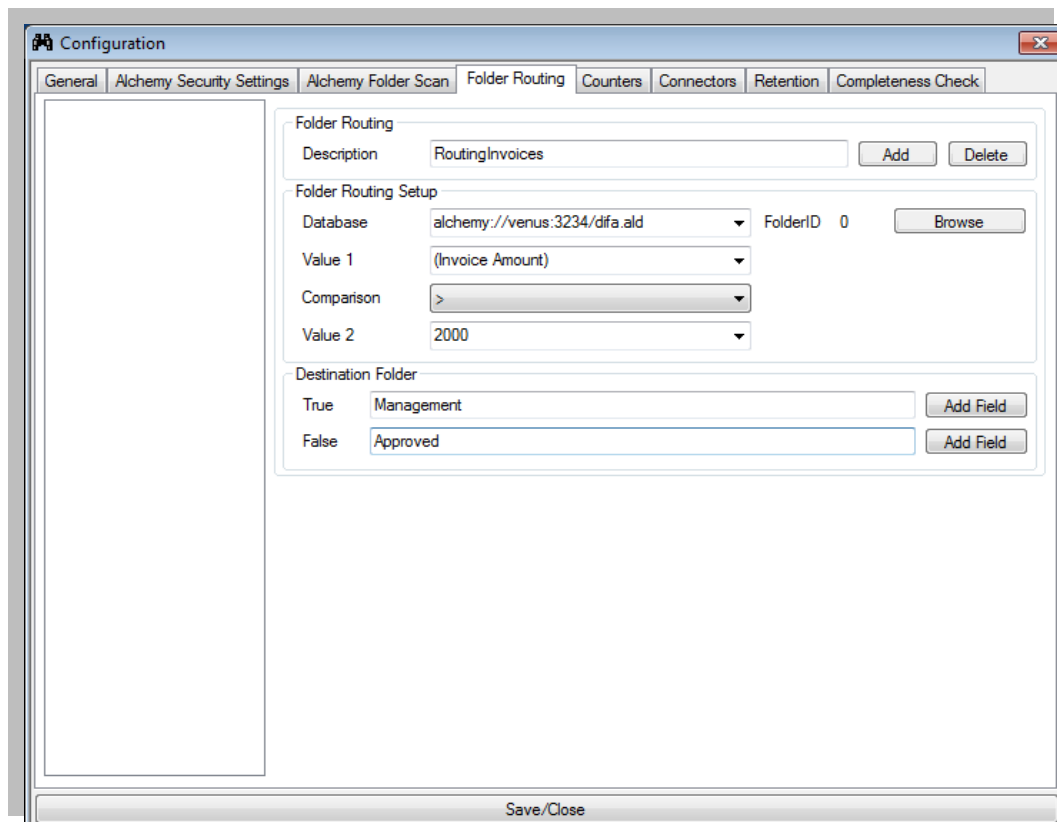 Configuration
General Alchemy Security Settings Alchemy Folder Scan Folder Routing Counters Connectors Retention Completeness Check
Folder Routing
Description RoutingInvoices Add Delete
Folder Routing Setup
Database alchemy://venus:3234/difa.ald FolderID 0 Browse
Value 1 (Invoice Amount)
Comparison >
Value 2 2000
Destination Folder
True Management Add Field
False Approved Add Field
Save/Close